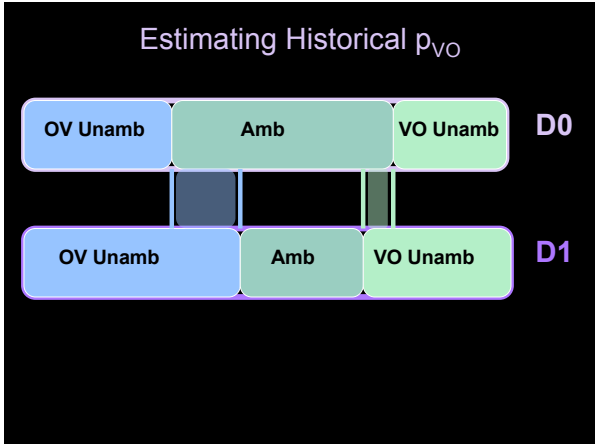 Estimating Historical pVO
OV Unamb Amb VO Unamb D0
OV Unamb Amb VO Unamb D1